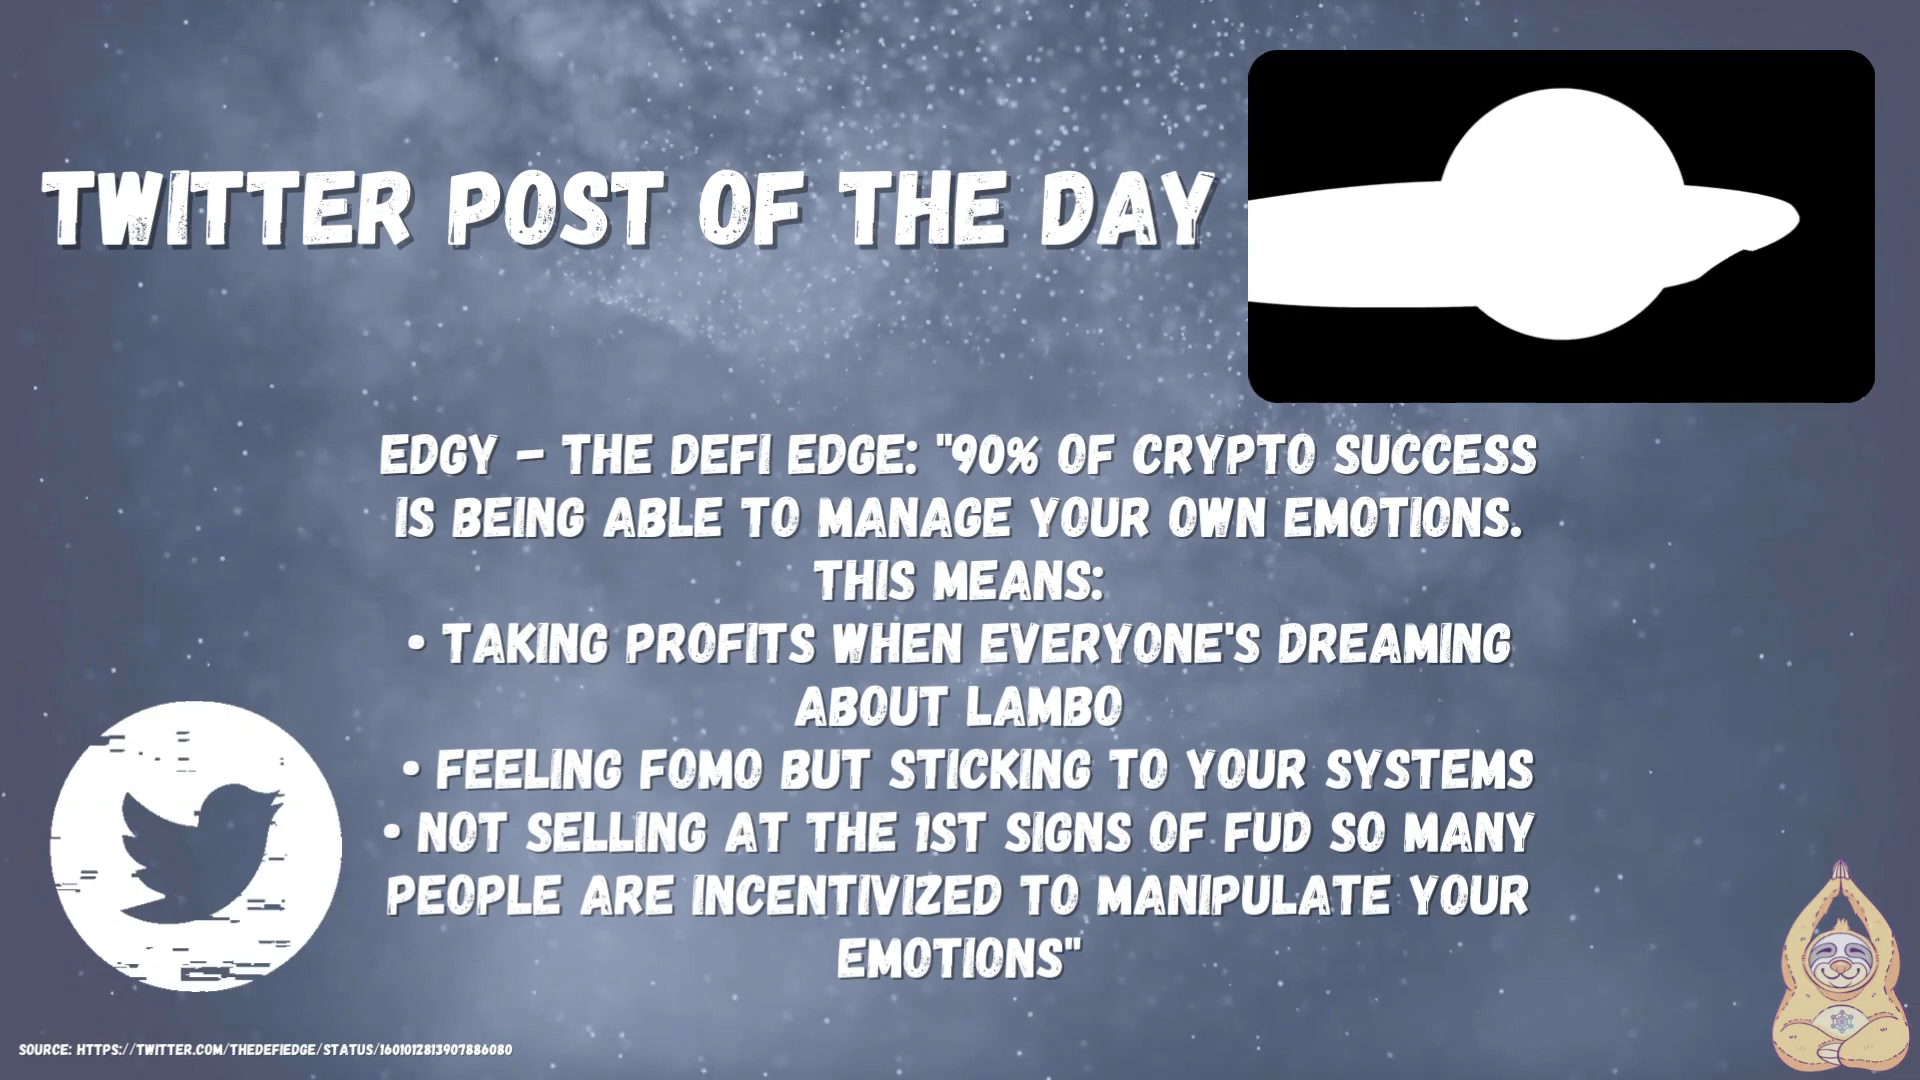 TWITTER POST OF THE DAY
EDGY – THE DEFI EDGE: "90% OF CRYPTO SUCCESS
IS BEING ABLE TO MANAGE YOUR OWN EMOTIONS.
THIS MEANS:
• TAKING PROFITS WHEN EVERYONE'S DREAMING
ABOUT LAMBO
• FEELING FOMO BUT STICKING TO YOUR SYSTEMS
• NOT SELLING AT THE 1ST SIGNS OF FUD SO MANY
PEOPLE ARE INCENTIVIZED TO MANIPULATE YOUR
EMOTIONS"
SOURCE: HTTPS://TWITTER.COM/THEDEFIEDGE/STATUS/1601012813907886080